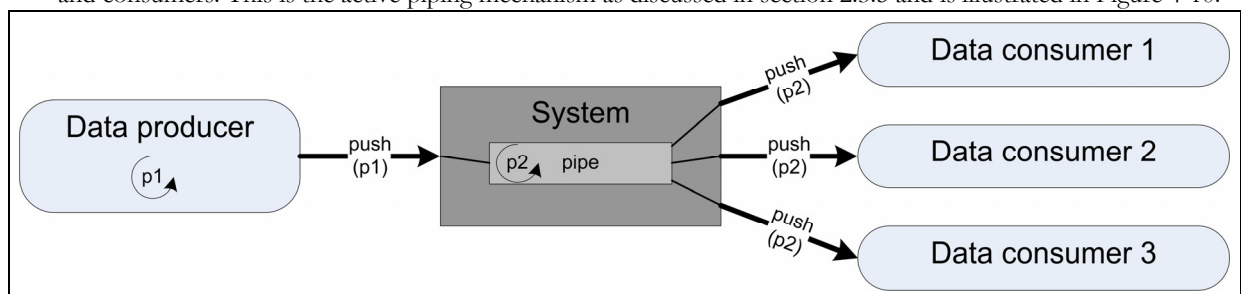 and consumers. This is the active piping mechanism as discussed in section 2.3.3 and is illustrated in Figure 4-10.
Data producer
p1
push
(p1)
System
p2
pipe
push
(p2)
Data consumer 1
push
(p2)
Data consumer 2
push
(p2)
Data consumer 3